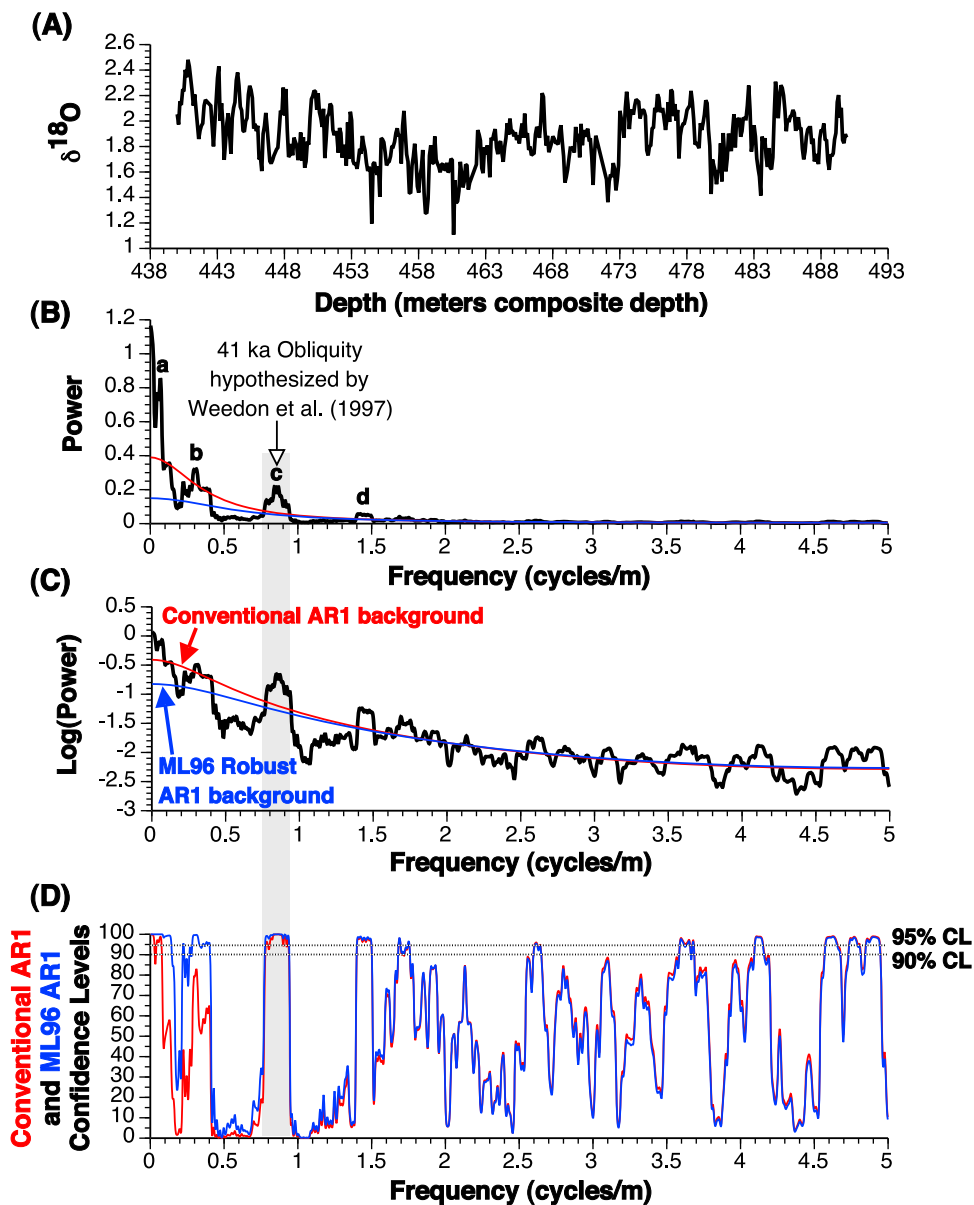 (A)
2.6
2.4
2.2
2
1.8
1.6
1.4
1.2
1
δ18O
438 443 448 453 458 463 468 473 478 483 488 493
Depth (meters composite depth)
(B)
1.2
1
0.8
0.6
0.4
0.2
0
Power
a
b
41 ka Obliquity
hypothesized by
Weedon et al. (1997)
c
d
0 0.5 1 1.5 2 2.5 3 3.5 4 4.5 5
Frequency (cycles/m)
(C)
0.5
0
-0.5
-1
-1.5
-2
-2.5
-3
Log(Power)
Conventional AR1 background
ML96 Robust
AR1 background
0 0.5 1 1.5 2 2.5 3 3.5 4 4.5 5
Frequency (cycles/m)
(D)
Conventional AR1
and ML96 AR1
Confidence Levels
100
90
80
70
60
50
40
30
20
10
0
95% CL
90% CL
0 0.5 1 1.5 2 2.5 3 3.5 4 4.5 5
Frequency (cycles/m)